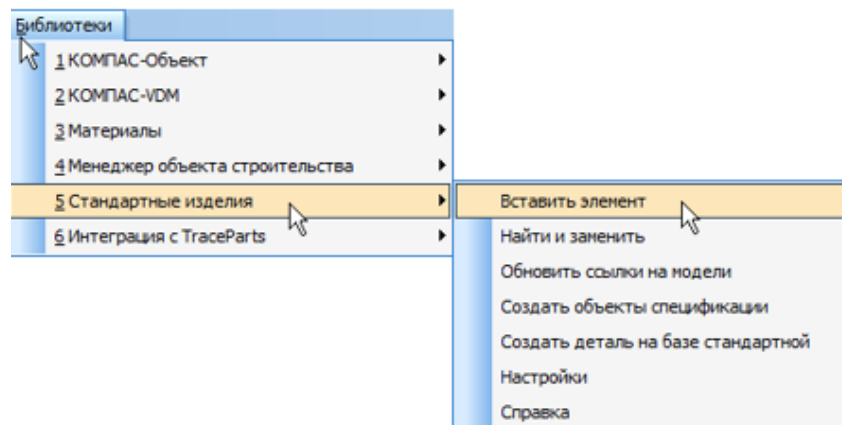 Библиотеки
1 КОМПАС-Объект
2 КОМПАС-VDM
3 Материалы
4 Менеджер объекта строительства
5 Стандартные изделия
6 Интеграция с TraceParts
Вставить элемент
Найти и заменить
Обновить ссылки на модели
Создать объекты спецификации
Создать деталь на базе стандартной
Настройки
Справка